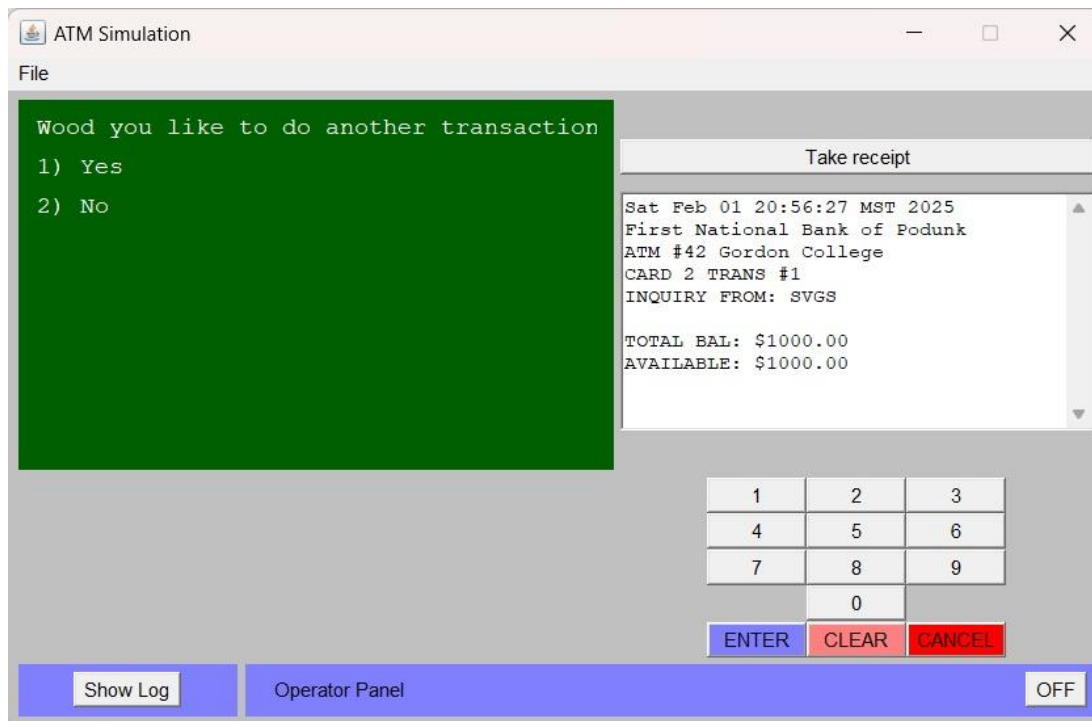 ATM Simulation
File
Wood you like to do another transaction
1) Yes
2) No
Take receipt
Sat Feb 01 20:56:27 MST 2025
First National Bank of Podunk
ATM #42 Gordon College
CARD 2 TRANS #1
INQUIRY FROM: SVGS
TOTAL BAL: $1000.00
AVAILABLE: $1000.00
1 2 3
4 5 6
7 8 9
0
ENTER CLEAR CANCEL
Show Log Operator Panel OFF